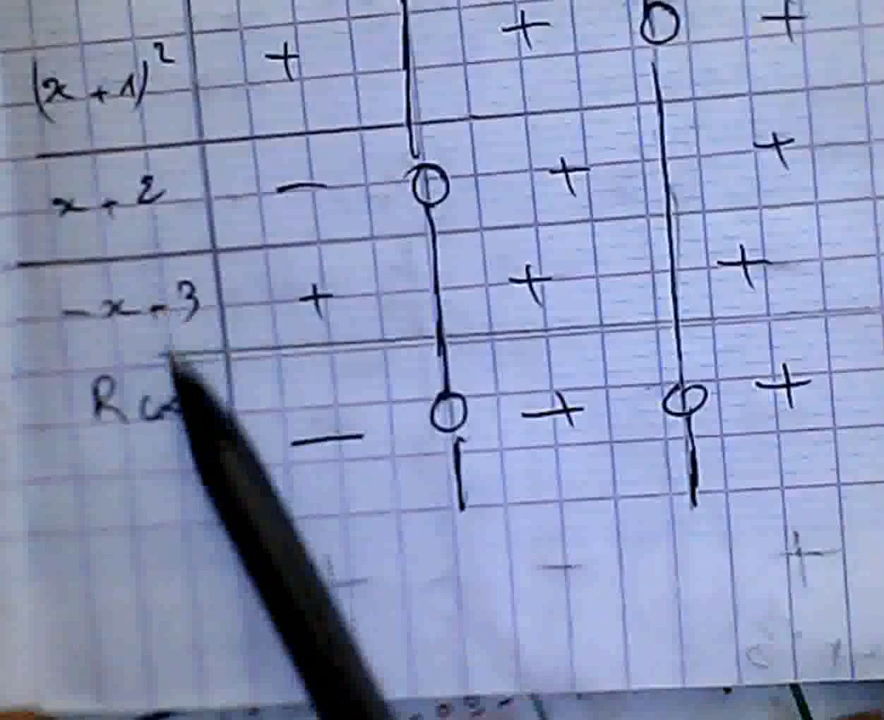 (x+1)² + + 0 +
x+2 − 0 + +
-x-3 + + +
− 0 + 0 +
+ − +